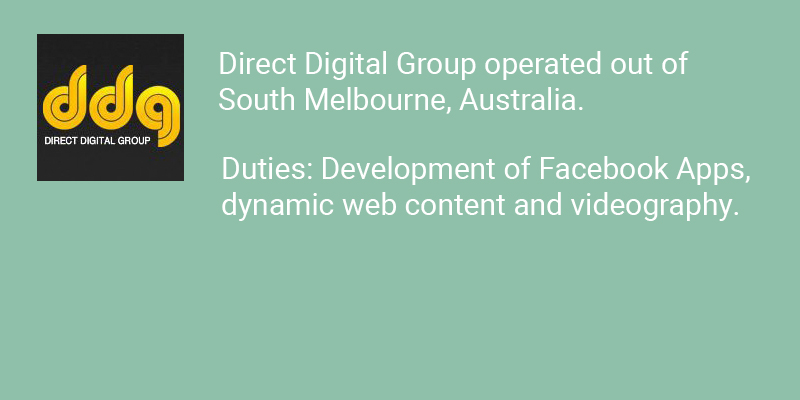 ddg
DIRECT DIGITAL GROUP
Direct Digital Group operated out of
South Melbourne, Australia.
Duties: Development of Facebook Apps,
dynamic web content and videography.